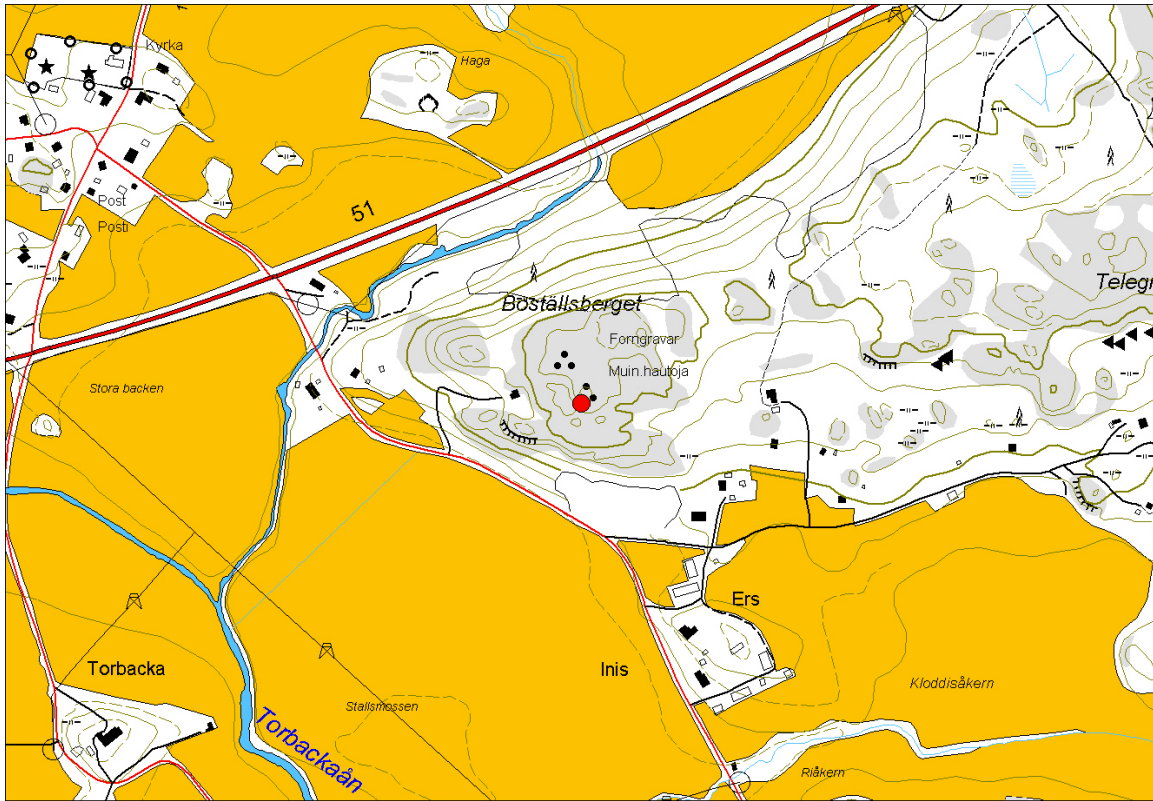 Kyrka
Haga
Post
Posti
51
Boställsberget
Telegr
Forngravar
Muin.hautoja
Stora backen
Ers
Torbacka
Inis
Kloddisåkern
Stallsmossen
Torbackaån
Riåkern